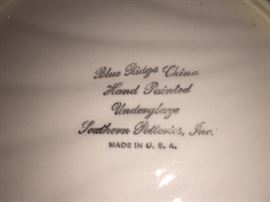 Blue Ridge China
Hand Painted
Underglaze
Southern Potteries, Inc.
MADE IN U. S. A.